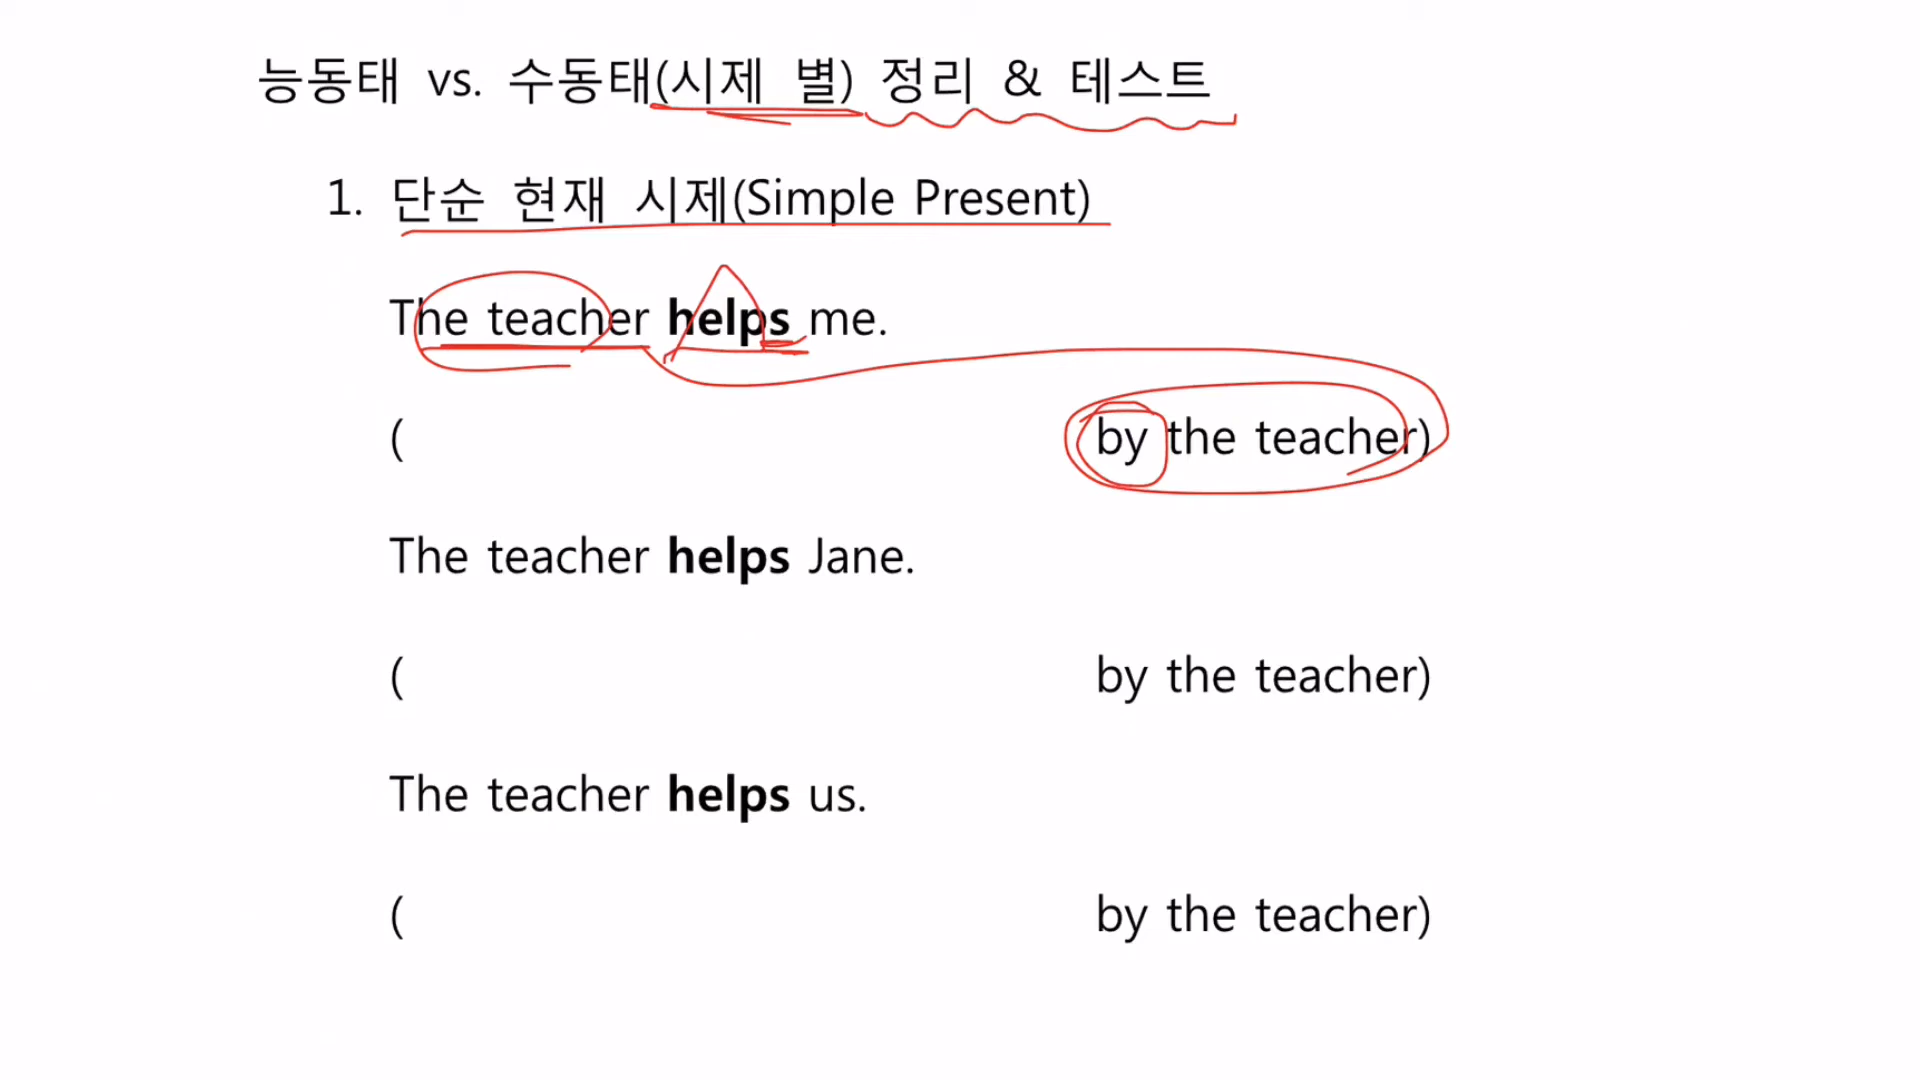 능동태 vs. 수동태(시제 별) 정리 & 테스트
1. 단순 현재 시제(Simple Present)
The teacher helps me.
( by the teacher)
The teacher helps Jane.
( by the teacher)
The teacher helps us.
( by the teacher)